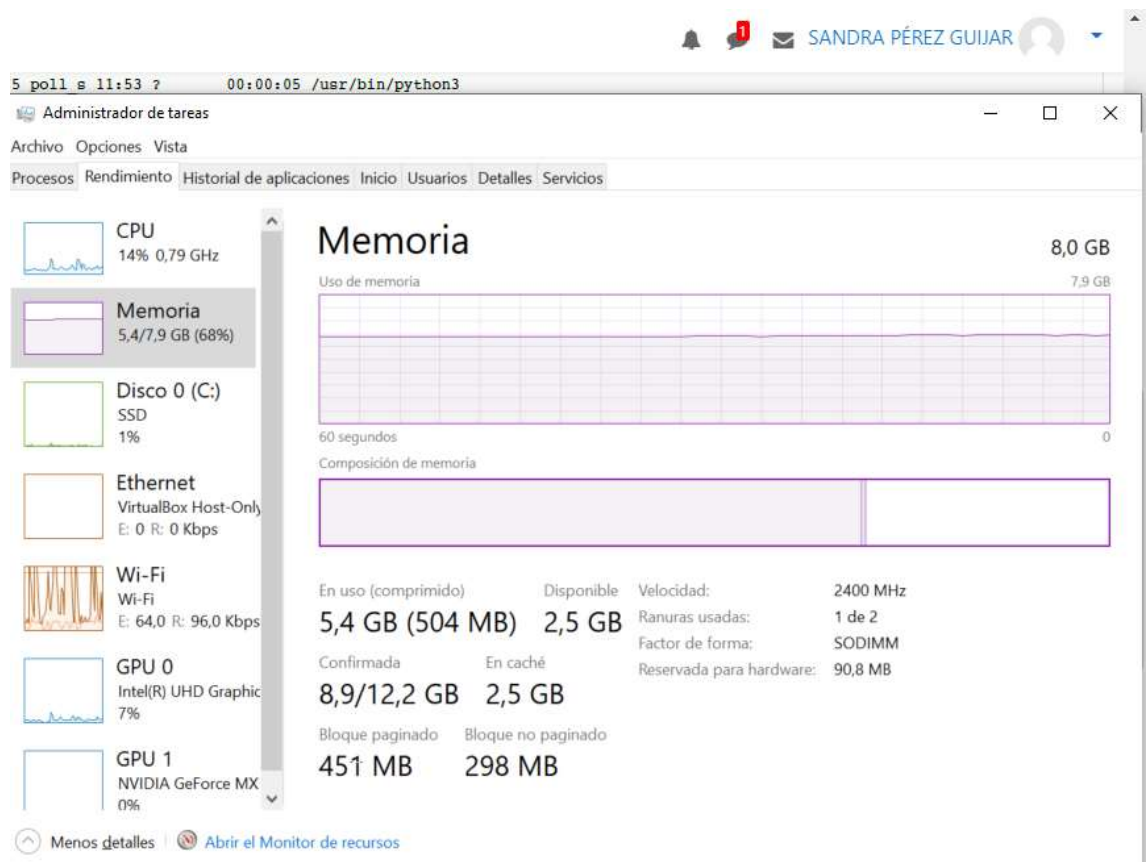 1
SANDRA PÉREZ GUIJAR
5 poll_s 11:53 ? 00:00:05 /usr/bin/python3
Administrador de tareas
Archivo Opciones Vista
Procesos Rendimiento Historial de aplicaciones Inicio Usuarios Detalles Servicios
CPU
14% 0,79 GHz
Memoria
5,4/7,9 GB (68%)
Disco 0 (C:)
SSD
1%
Ethernet
VirtualBox Host-Only
E: 0 R: 0 Kbps
Wi-Fi
Wi-Fi
E: 64,0 R: 96,0 Kbps
GPU 0
Intel(R) UHD Graphic
7%
GPU 1
NVIDIA GeForce MX
0%
Memoria 8,0 GB
Uso de memoria 7,9 GB
60 segundos 0
Composición de memoria
En uso (comprimido) Disponible
5,4 GB (504 MB) 2,5 GB
Confirmada En caché
8,9/12,2 GB 2,5 GB
Bloque paginado Bloque no paginado
451 MB 298 MB
Velocidad: 2400 MHz
Ranuras usadas: 1 de 2
Factor de forma: SODIMM
Reservada para hardware: 90,8 MB
Menos detalles Abrir el Monitor de recursos